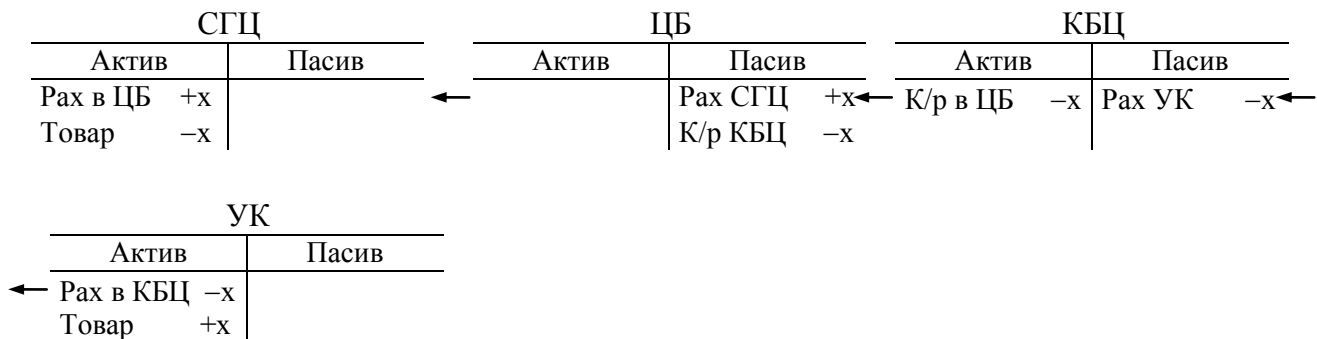 СГЦ ЦБ КБЦ
Актив Пасив Актив Пасив Актив Пасив
Рах в ЦБ +х Рах СГЦ +х К/р в ЦБ –х Рах УК –х
Товар –х К/р КБЦ –х
УК
Актив Пасив
Рах в КБЦ –х
Товар +х